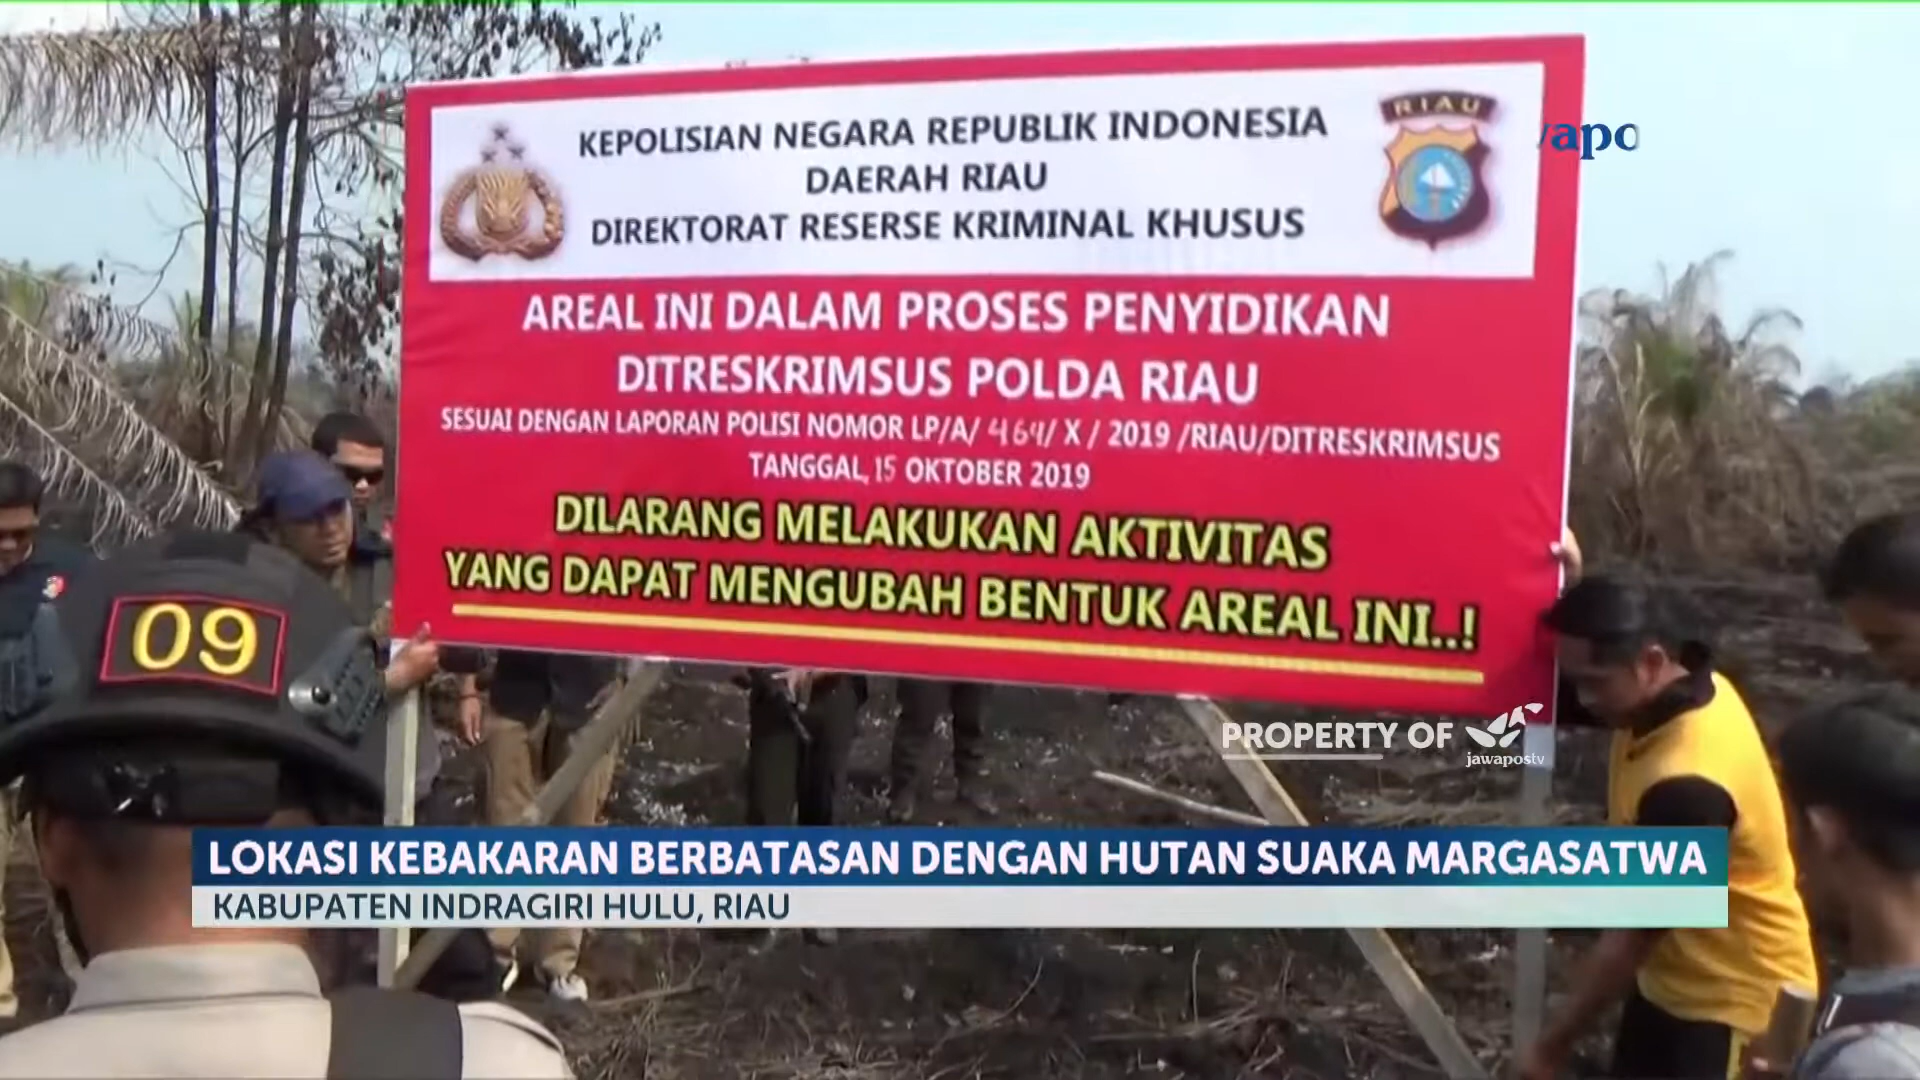 RIAU
KEPOLISIAN NEGARA REPUBLIK INDONESIA
DAERAH RIAU
DIREKTORAT RESERSE KRIMINAL KHUSUS
AREAL INI DALAM PROSES PENYIDIKAN
DITRESKRIMSUS POLDA RIAU
SESUAI DENGAN LAPORAN POLISI NOMOR LP/A/ 464/ X / 2019 /RIAU/DITRESKRIMSUS
TANGGAL, 15 OKTOBER 2019
DILARANG MELAKUKAN AKTIVITAS
YANG DAPAT MENGUBAH BENTUK AREAL INI..!
09
PROPERTY OF
jawapostv
LOKASI KEBAKARAN BERBATASAN DENGAN HUTAN SUAKA MARGASATWA
KABUPATEN INDRAGIRI HULU, RIAU